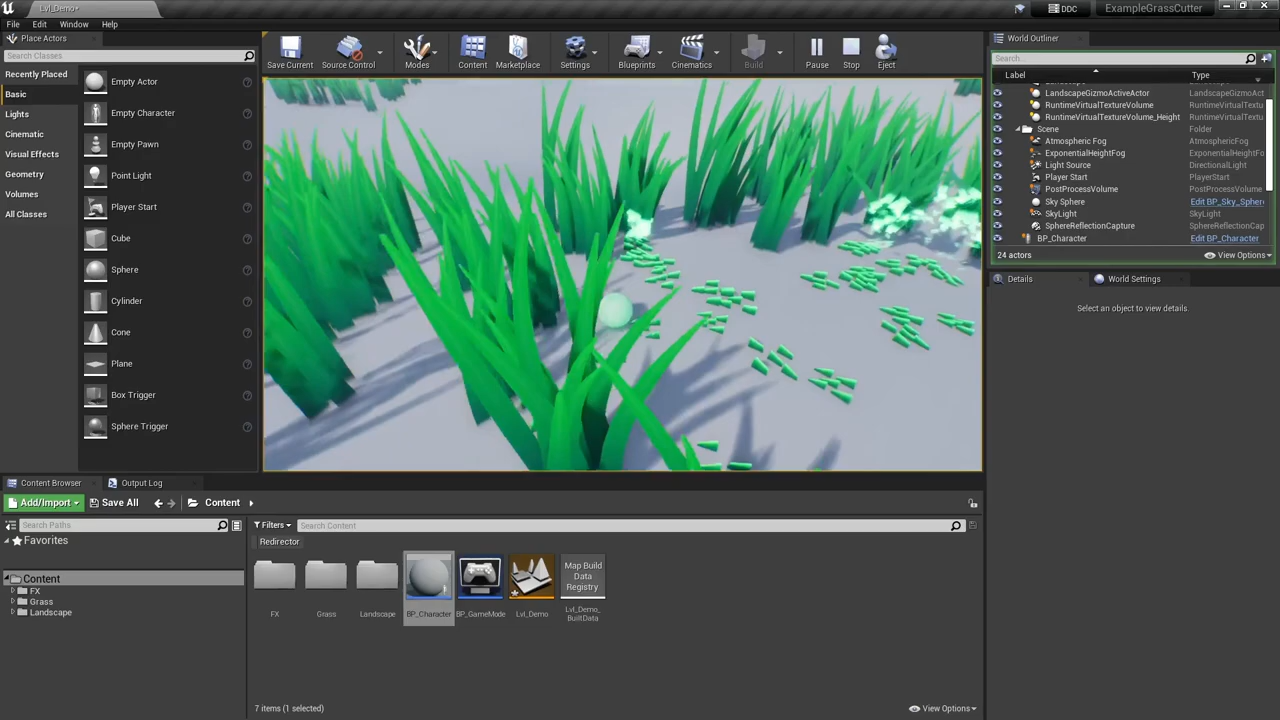 Lvl_Demo*
DDC
ExampleGrassCutter
File
Edit
Window
Help
Place Actors
Search Classes
Recently Placed
Basic
Lights
Cinematic
Visual Effects
Geometry
Volumes
All Classes
Empty Actor
Empty Character
Empty Pawn
Point Light
Player Start
Cube
Sphere
Cylinder
Cone
Plane
Box Trigger
Sphere Trigger
Save Current
Source Control
Modes
Content
Marketplace
Settings
Blueprints
Cinematics
Build
Pause
Stop
Eject
World Outliner
Search...
Label
Type
LandscapeGizmoActiveActor
LandscapeGizmoAct
RuntimeVirtualTextureVolume
RuntimeVirtualTextu
RuntimeVirtualTextureVolume_Height
RuntimeVirtualTextu
Scene
Folder
Atmospheric Fog
AtmosphericFog
ExponentialHeightFog
ExponentialHeightFo
Light Source
DirectionalLight
Player Start
PlayerStart
PostProcessVolume
PostProcessVolume
Sky Sphere
Edit BP_Sky_Sphere
SkyLight
SkyLight
SphereReflectionCapture
SphereReflectionCap
BP_Character
Edit BP_Character
24 actors
View Options
Details
World Settings
Select an object to view details.
Content Browser
Output Log
Add/Import
Save All
Content
Search Paths
Favorites
Content
FX
Grass
Landscape
Filters
Search Content
Redirector
Map Build
Data
Registry
FX
Grass
Landscape
BP_Character
BP_GameMode
Lvl_Demo
Lvl_Demo_
BuiltData
7 items (1 selected)
View Options